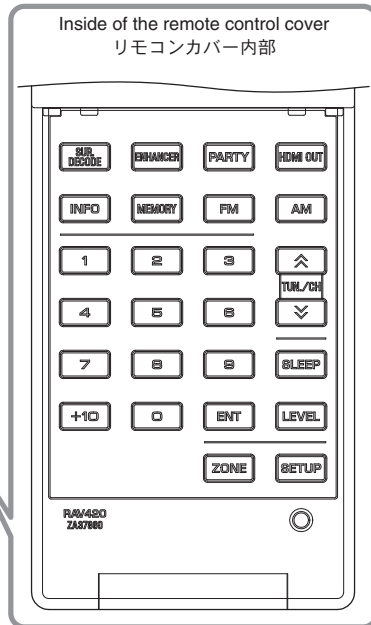 Inside of the remote control cover
リモコンカバー内部
SUR. DECODE ENHANCER PARTY HDMI OUT
INFO MEMORY FM AM
1 2 3
TUN./CH
4 5 6
7 8 9 SLEEP
+10 0 ENT LEVEL
ZONE SETUP
RAV420
ZA37660